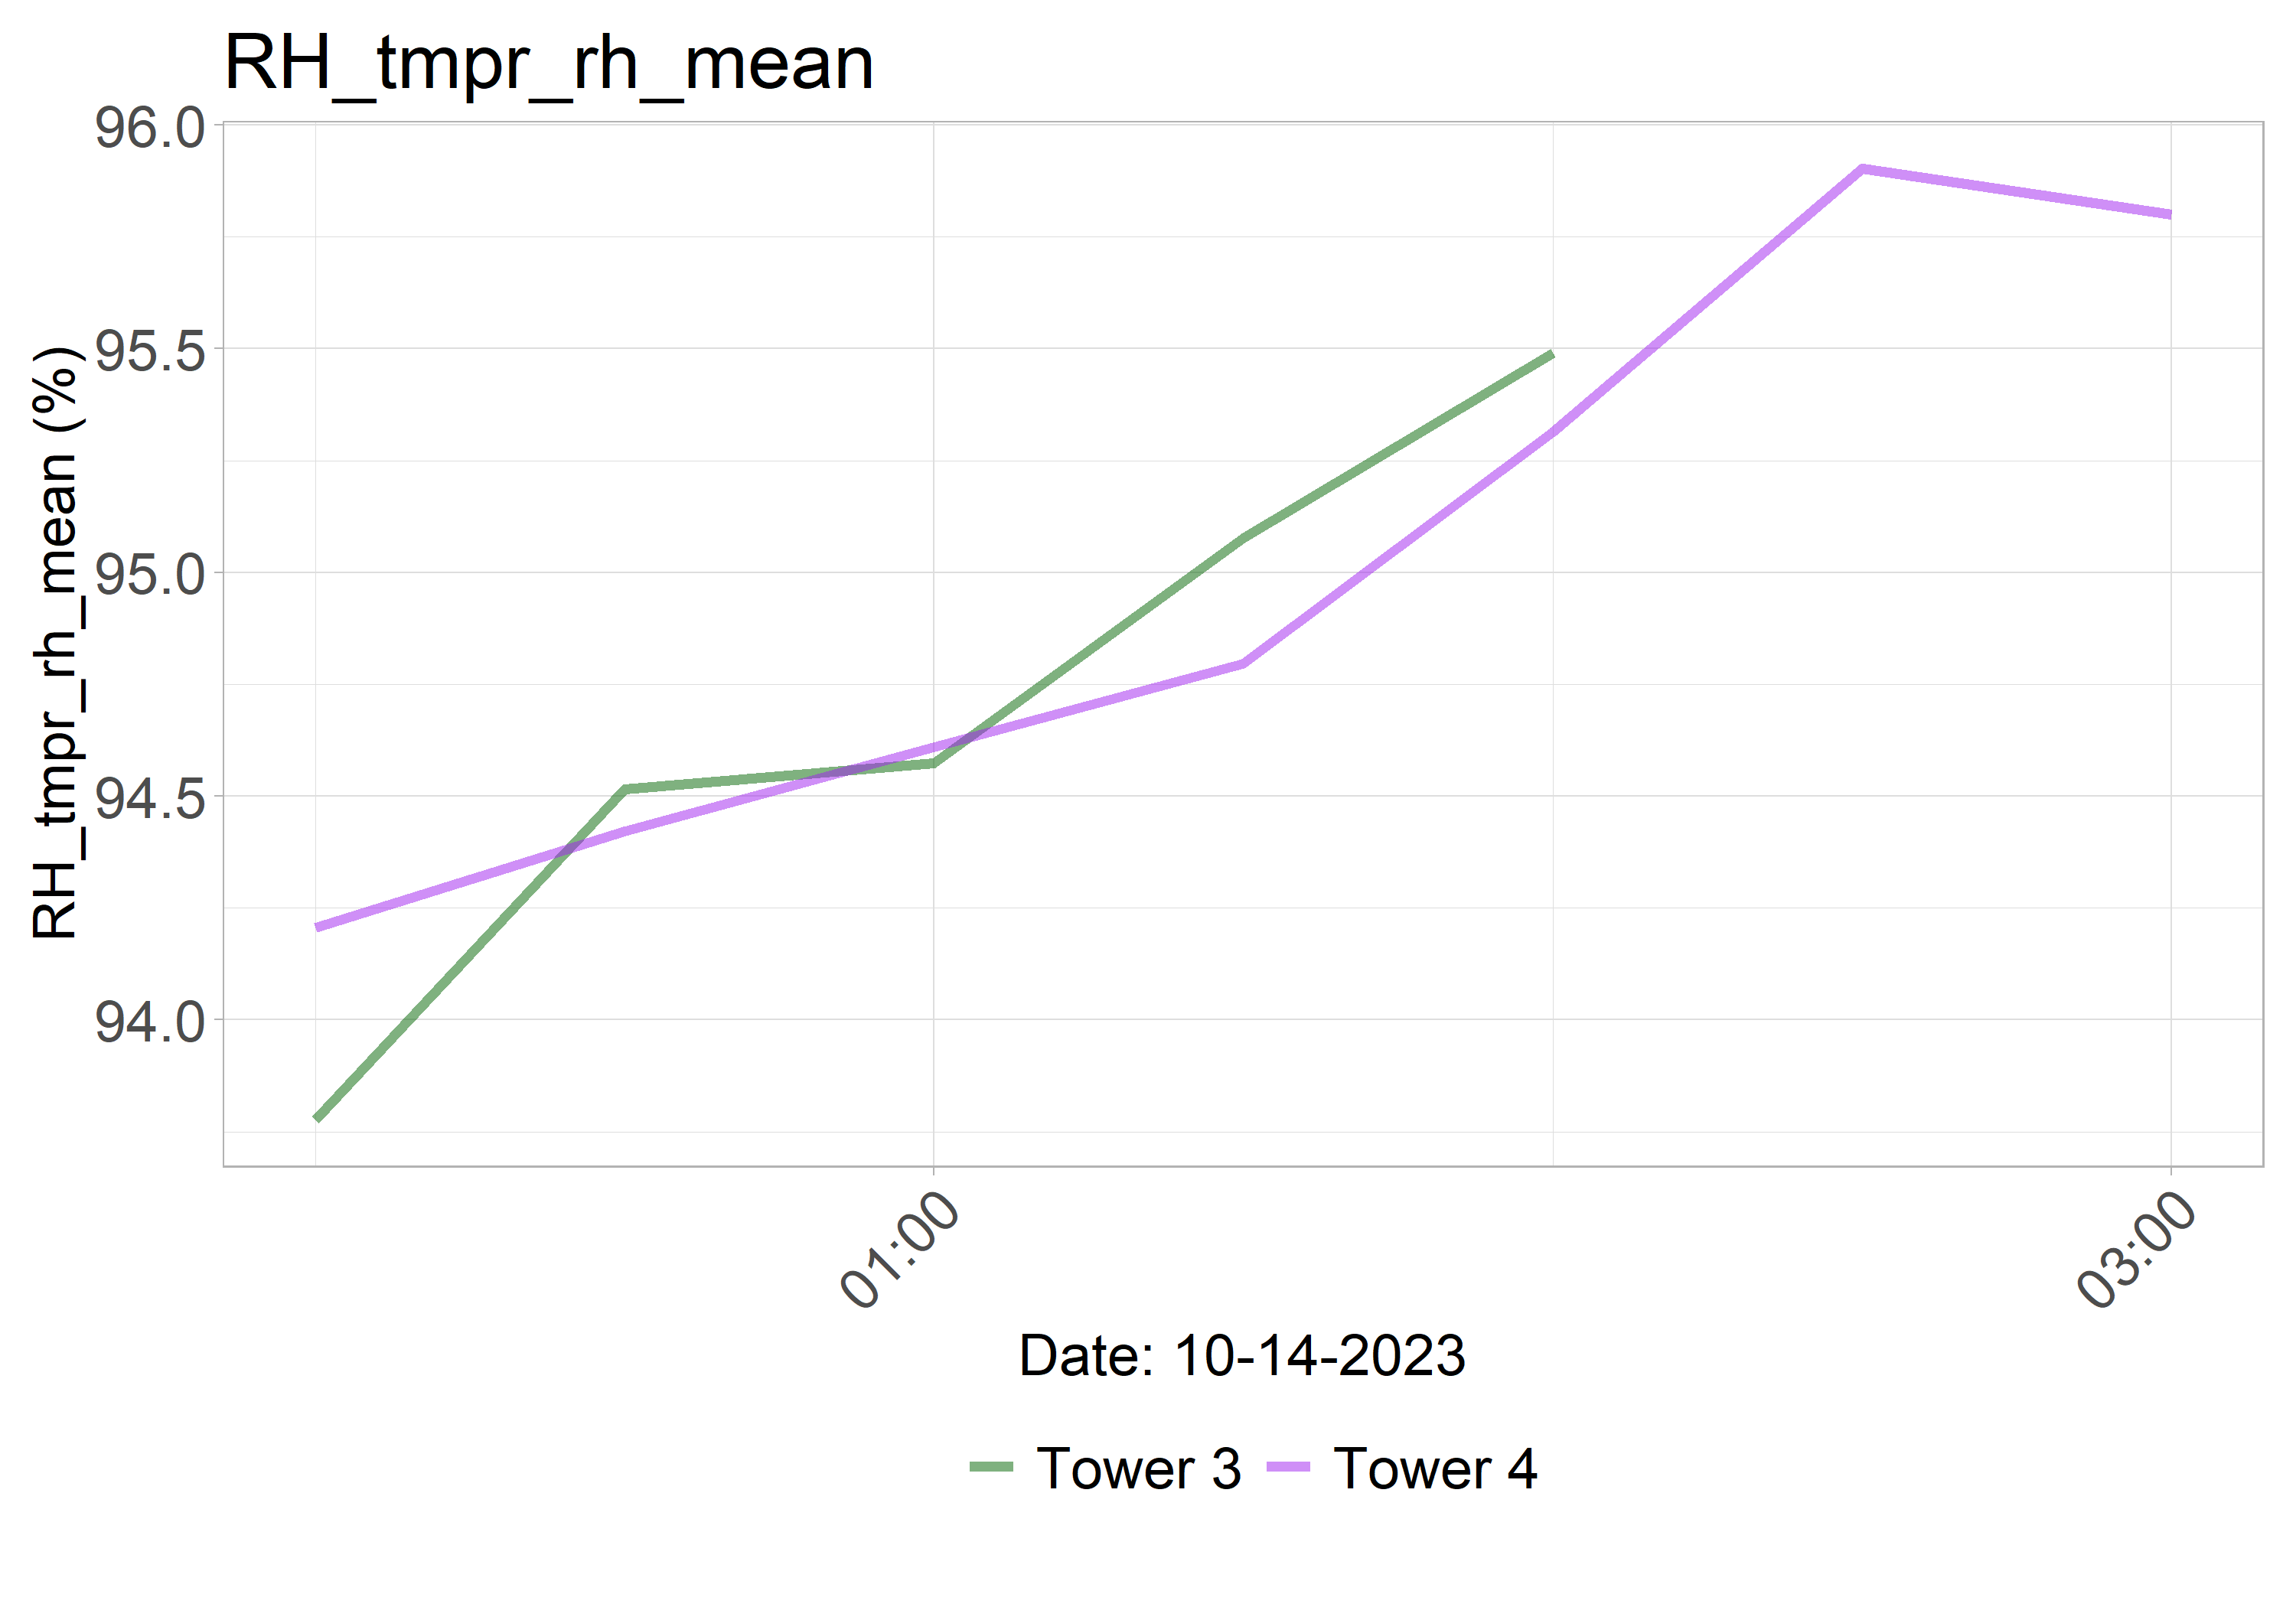 RH_tmpr_rh_mean
RH_tmpr_rh_mean (%)
96.0
95.5
95.0
94.5
94.0
01:00
03:00
Date: 10-14-2023
Tower 3
Tower 4